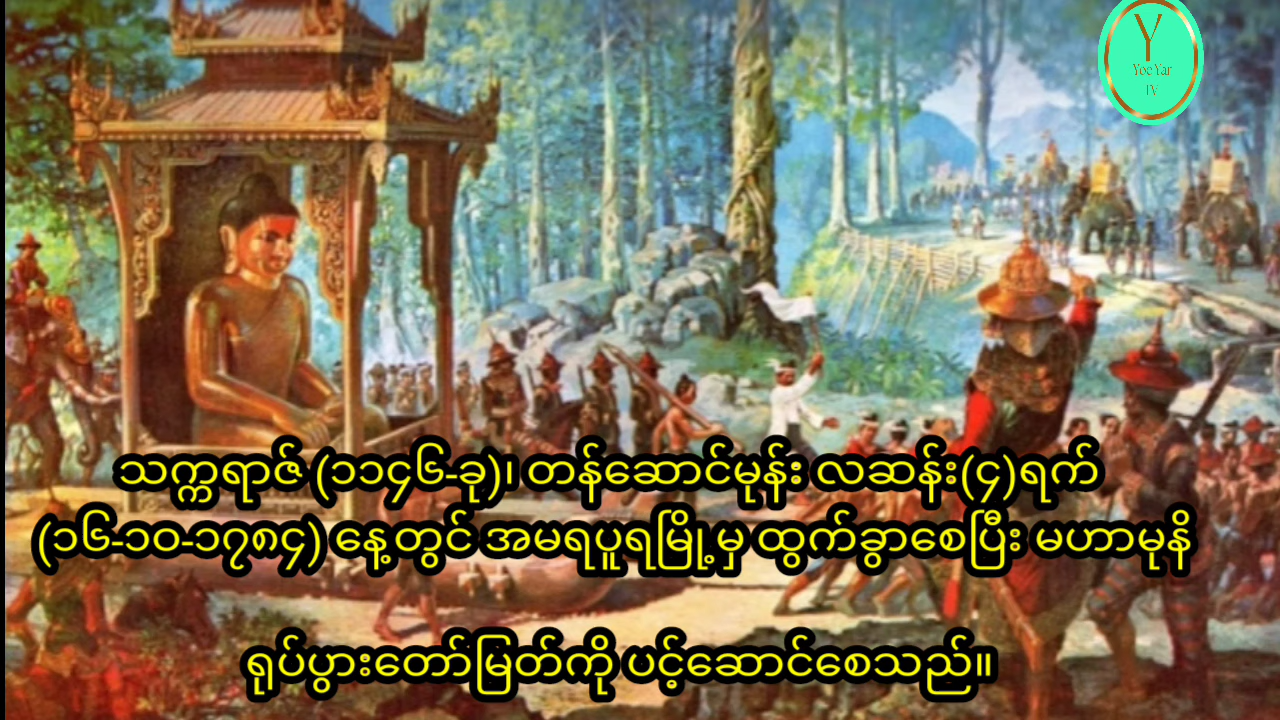 Y
YoeYar
TV
သက္ကရာဇ် (၁၁၄၆-ခု)၊ တန်ဆောင်မုန်း လဆန်း(၄)ရက်
(၁၆-၁၀-၁၇၈၄) နေ့တွင် အမရပူရမြို့မှ ထွက်ခွာစေပြီး မဟာမုနိ
ရုပ်ပွားတော်မြတ်ကို ပင့်ဆောင်စေသည်။